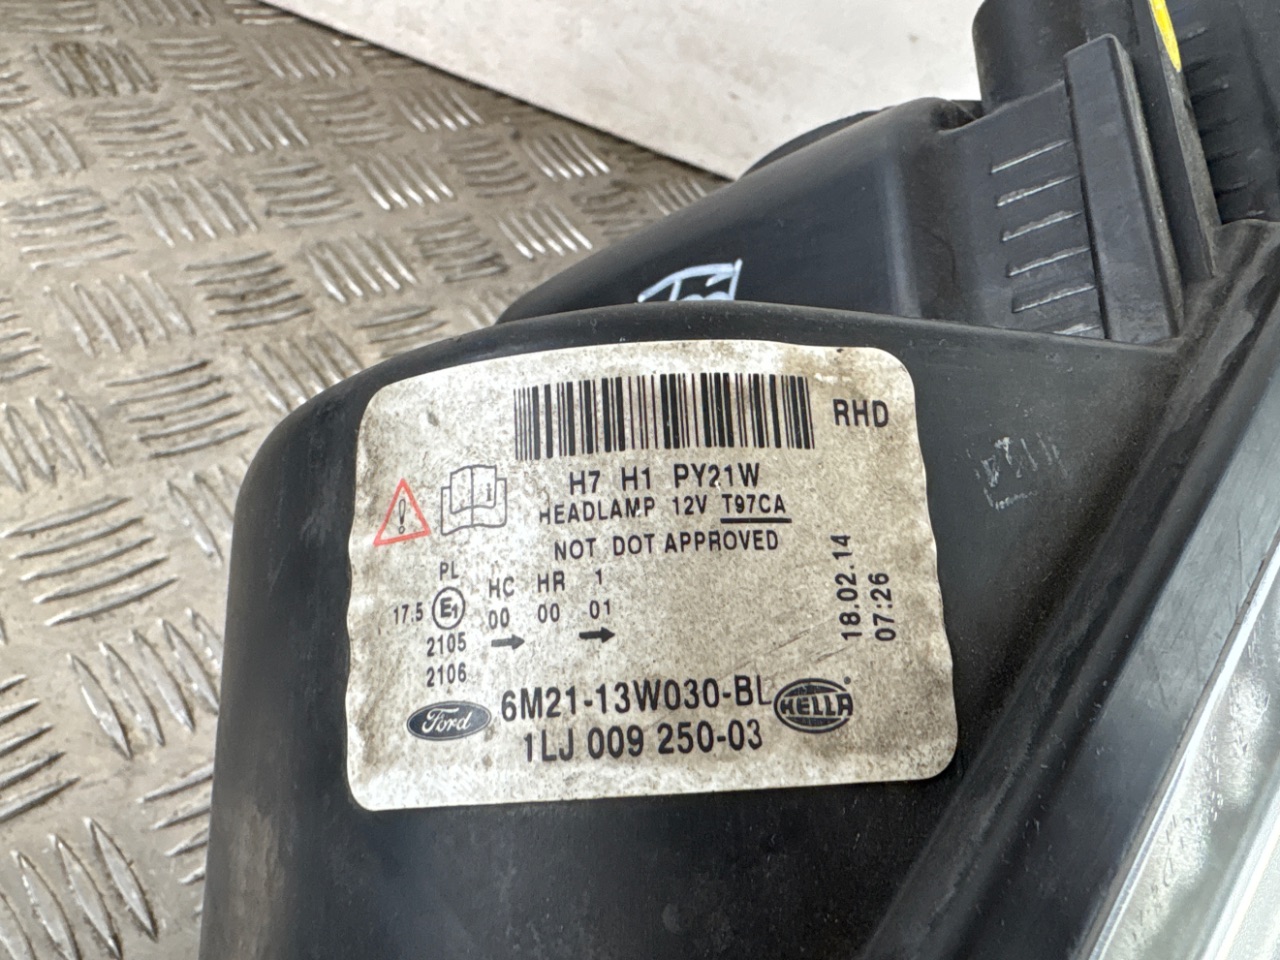 RHD
H7 H1 PY21W
HEADLAMP 12V T97CA
NOT DOT APPROVED
PL HC HR 1
17.5 E1 00 00 01
2105
2106
18.02.14
07:26
6M21-13W030-BL
Ford
HELLA
1LJ 009 250-03